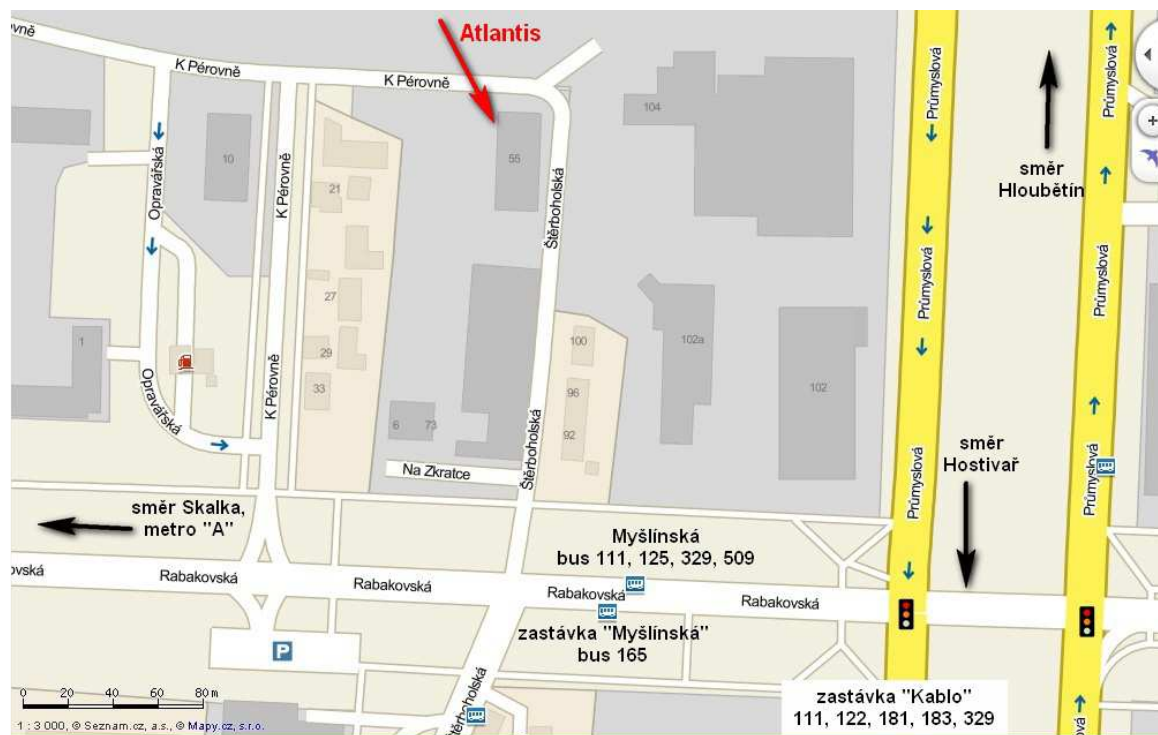 Atlantis
vně
K Pérovně
K Pérovně
Průmyslová
Průmyslová
104
směr
Hloubětín
10
55
Opravářská
K Pérovně
21
Štěrboholská
Průmyslová
Průmyslová
27
1
29
33
100
102a
102
K Pérovně
Opravářská
96
6
73
92
Štěrboholská
Na Zkratce
směr
Hostivař
Průmyslová
Průmyslová
směr Skalka,
metro "A"
Myšlínská
bus 111, 125, 329, 509
ovská
Rabakovská
Rabakovská
Rabakovská
Rabakovská
zastávka "Myšlínská"
bus 165
P
Štěrboholská
zastávka "Kablo"
111, 122, 181, 183, 329
Průmyslová
0 20 40 60 80 m
1 : 3 000, © Seznam.cz, a.s., © Mapy.cz, s.r.o.